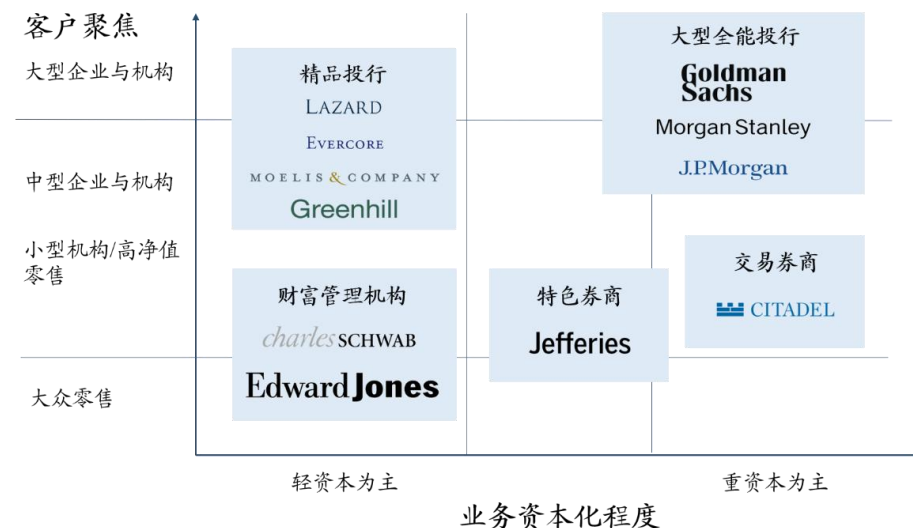 客户聚焦
大型企业与机构
中型企业与机构
小型机构/高净值
零售
大众零售
精品投行
LAZARD
EVERCORE
MOELIS & COMPANY
Greenhill
大型全能投行
Goldman
Sachs
Morgan Stanley
J.P.Morgan
财富管理机构
charles SCHWAB
Edward Jones
特色券商
Jefferies
交易券商
CITADEL
轻资本为主
重资本为主
业务资本化程度